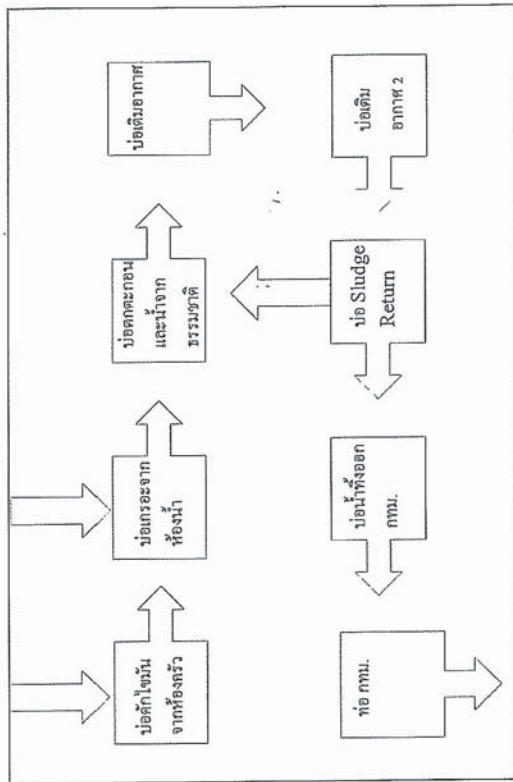 บ่อดักไขมัน
จากห้องครัว
บ่อเกรอะจาก
ห้องน้ำ
บ่อตกตะกอน
และน้ำจาก
ธรรมชาติ
บ่อเติมอากาศ
บ่อเติม
อากาศ 2
บ่อ Sludge
Return
บ่อน้ำทิ้งออก
กทม.
ท่อ กทม.